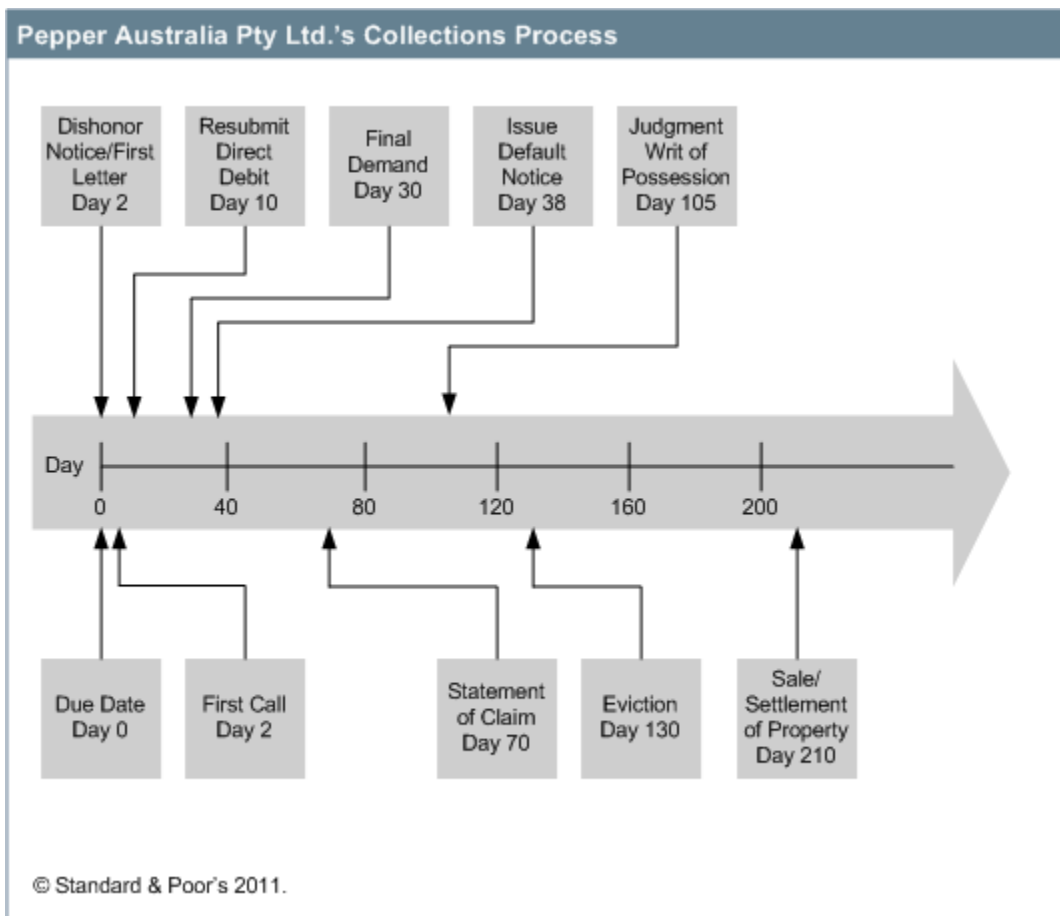 Pepper Australia Pty Ltd.'s Collections Process
Dishonor
Notice/First
Letter
Day 2
Resubmit
Direct
Debit
Day 10
Final
Demand
Day 30
Issue
Default
Notice
Day 38
Judgment
Writ of
Possession
Day 105
Day
0
40
80
120
160
200
Due Date
Day 0
First Call
Day 2
Statement
of Claim
Day 70
Eviction
Day 130
Sale/
Settlement
of Property
Day 210
© Standard & Poor's 2011.